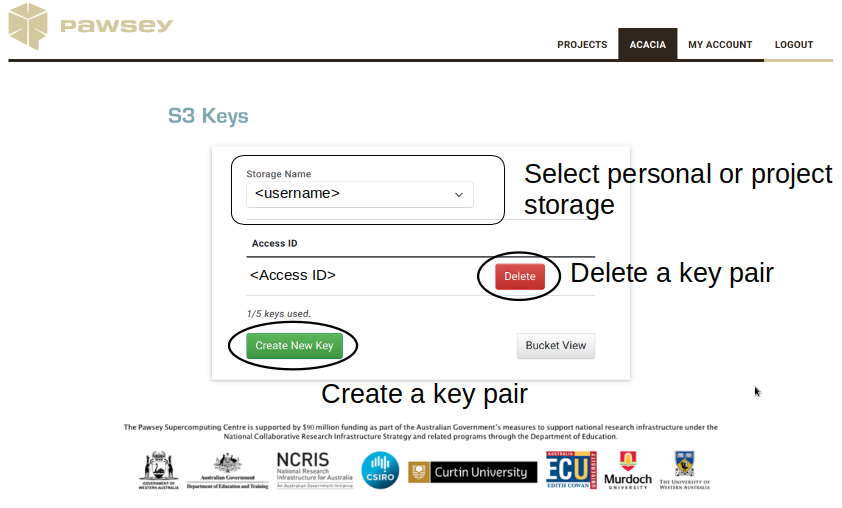 PAWSEY
PROJECTS ACACIA MY ACCOUNT LOGOUT
S3 Keys
Storage Name
<username>
Select personal or project
storage
Access ID
<Access ID>
Delete
Delete a key pair
1/5 keys used.
Create New Key
Bucket View
Create a key pair
The Pawsey Supercomputing Centre is supported by $90 million funding as part of the Australian Government's measures to support national research infrastructure under the
National Collaborative Research Infrastructure Strategy and related programs through the Department of Education.
GOVERNMENT OF
WESTERN AUSTRALIA
Australian Government
Department of Education and Training
NCRIS
National Research
Infrastructure for Australia
An Australian Government Initiative
CSIRO
Curtin University
AUSTRALIA
ECU
EDITH COWAN
UNIVERSITY
Murdoch
UNIVERSITY
THE UNIVERSITY OF
WESTERN AUSTRALIA